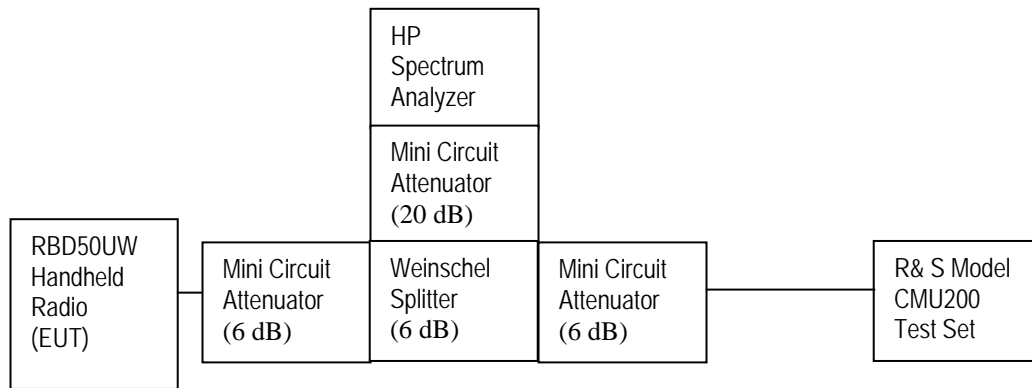 HP
Spectrum
Analyzer
Mini Circuit
Attenuator
(20 dB)
RBD50UW
Handheld
Radio
(EUT)
Mini Circuit
Attenuator
(6 dB)
Weinschel
Splitter
(6 dB)
Mini Circuit
Attenuator
(6 dB)
R& S Model
CMU200
Test Set